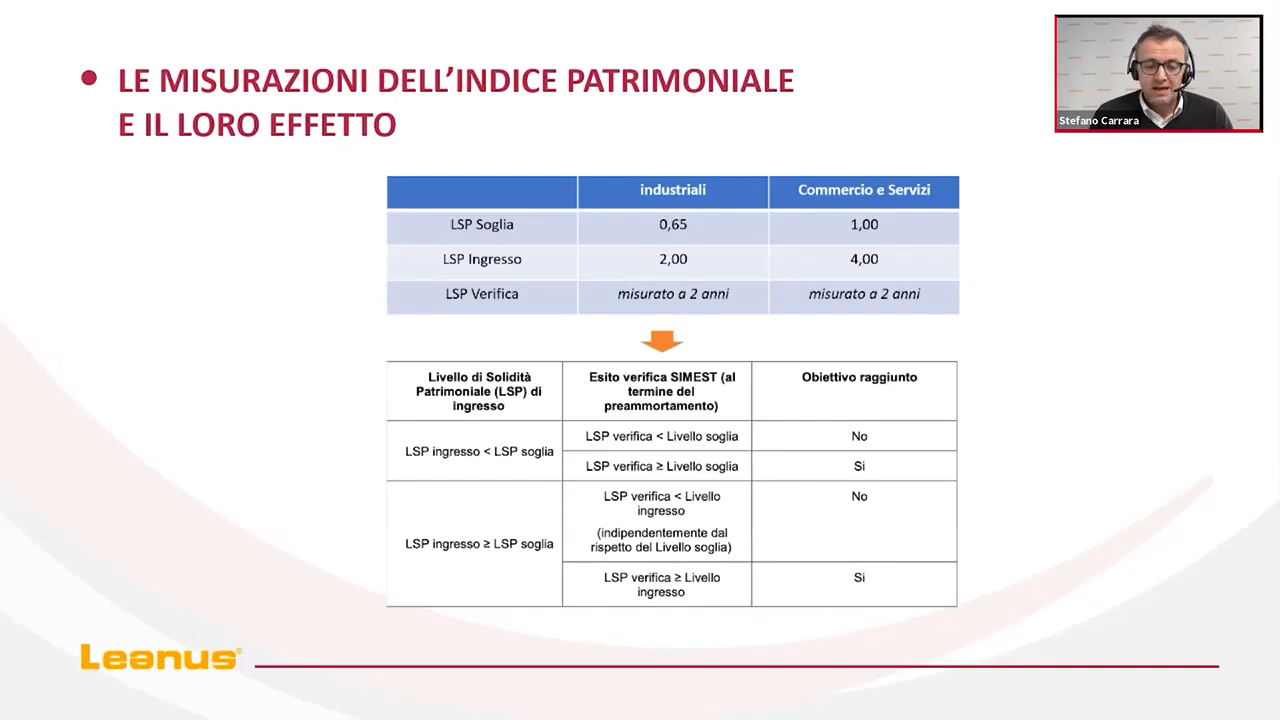 LE MISURAZIONI DELL’INDICE PATRIMONIALE
E IL LORO EFFETTO
Stefano Carrara
industriali
Commercio e Servizi
LSP Soglia
0,65
1,00
LSP Ingresso
2,00
4,00
LSP Verifica
misurato a 2 anni
misurato a 2 anni
Livello di Solidità
Patrimoniale (LSP) di
ingresso
Esito verifica SIMEST (al
termine del
preammortamento)
Obiettivo raggiunto
LSP ingresso < LSP soglia
LSP verifica < Livello soglia
No
LSP verifica ≥ Livello soglia
Si
LSP ingresso ≥ LSP soglia
LSP verifica < Livello
ingresso
(indipendentemente dal
rispetto del Livello soglia)
No
LSP verifica ≥ Livello
ingresso
Si
Leanus®